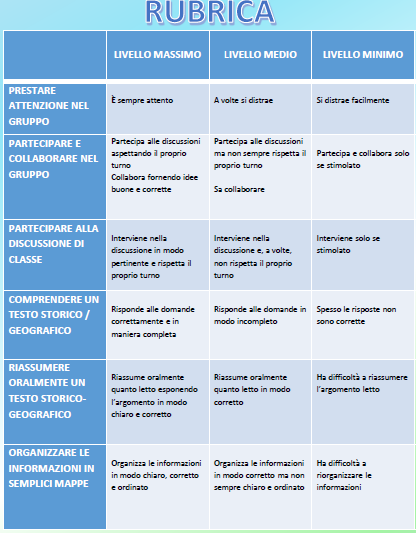 RUBRICA
LIVELLO MASSIMO
LIVELLO MEDIO
LIVELLO MINIMO
PRESTARE
ATTENZIONE NEL
GRUPPO
È sempre attento
A volte si distrae
Si distrae facilmente
PARTECIPARE E
COLLABORARE NEL
GRUPPO
Partecipa alle discussioni
aspettando il proprio
turno
Collabora fornendo idee
buone e corrette
Partecipa alle discussioni
ma non sempre rispetta il
proprio turno
Sa collaborare
Partecipa e collabora solo
se stimolato
PARTECIPARE ALLA
DISCUSSIONE DI
CLASSE
Interviene nella
discussione in modo
pertinente e rispetta il
proprio turno
Interviene nella
discussione e, a volte,
non rispetta il proprio
turno
Interviene solo se
stimolato
COMPRENDERE UN
TESTO STORICO /
GEOGRAFICO
Risponde alle domande
correttamente e in
maniera completa
Risponde alle domande in
modo incompleto
Spesso le risposte non
sono corrette
RIASSUMERE
ORALMENTE UN
TESTO STORICO-
GEOGRAFICO
Riassume oralmente
quanto letto esponendo
l'argomento in modo
chiaro e corretto
Riassume oralmente
quanto letto in modo
corretto
Ha difficoltà a riassumere
l'argomento letto
ORGANIZZARE LE
INFORMAZIONI IN
SEMPLICI MAPPE
Organizza le informazioni
in modo chiaro, corretto
e ordinato
Organizza le informazioni
in modo corretto ma non
sempre chiaro e ordinato
Ha difficoltà a
riorganizzare le
informazioni